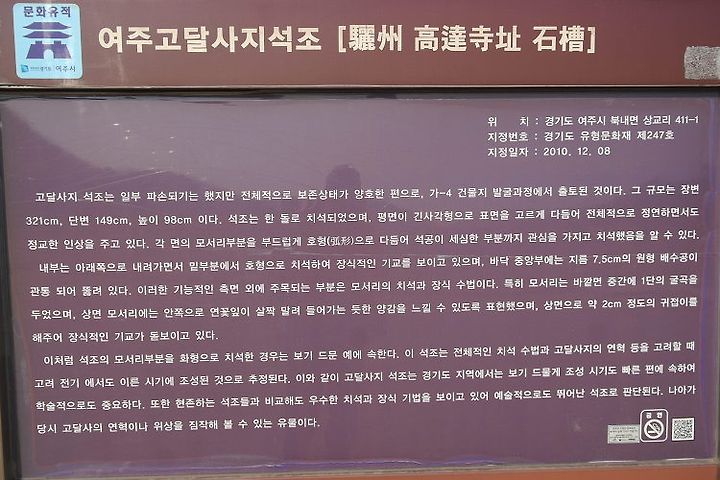 문화유적
여주시
여주고달사지석조 [驪州 高達寺址 石槽]
위 치 : 경기도 여주시 북내면 상교리 411-1
지정번호 : 경기도 유형문화재 제247호
지정일자 : 2010. 12. 08
고달사지 석조는 일부 파손되기는 했지만 전체적으로 보존상태가 양호한 편으로, 가-4 건물지 발굴과정에서 출토된 것이다. 그 규모는 장변
321cm, 단변 149cm, 높이 98cm 이다. 석조는 한 돌로 치석되었으며, 평면이 긴사각형으로 표면을 고르게 다듬어 전체적으로 정연하면서도
정교한 인상을 주고 있다. 각 면의 모서리부분을 부드럽게 호형(弧形)으로 다듬어 석공이 세심한 부분까지 관심을 가지고 치석했음을 알 수 있다.
내부는 아래쪽으로 내려가면서 밑부분에서 호형으로 치석하여 장식적인 기교를 보이고 있으며, 바닥 중앙부에는 지름 7.5cm의 원형 배수공이
관통 되어 뚫려 있다. 이러한 기능적인 측면 외에 주목되는 부분은 모서리의 치석과 장식 수법이다. 특히 모서리는 바깥면 중간에 1단의 굴곡을
두었으며, 상면 모서리에는 안쪽으로 연꽃잎이 살짝 말려 들어가는 듯한 양감을 느낄 수 있도록 표현했으며, 상면으로 약 2cm 정도의 귀접이를
해주어 장식적인 기교가 돋보이고 있다.
이처럼 석조의 모서리부분을 화형으로 치석한 경우는 보기 드문 예에 속한다. 이 석조는 전체적인 치석 수법과 고달사지의 연혁 등을 고려할 때
고려 전기 에서도 이른 시기에 조성된 것으로 추정된다. 이와 같이 고달사지 석조는 경기도 지역에서는 보기 드물게 조성 시기도 빠른 편에 속하여
학술적으로도 중요하다. 또한 현존하는 석조들과 비교해도 우수한 치석과 장식 기법을 보이고 있어 예술적으로도 뛰어난 석조로 판단된다. 나아가
당시 고달사의 연혁이나 위상을 짐작해 볼 수 있는 유물이다.
금연